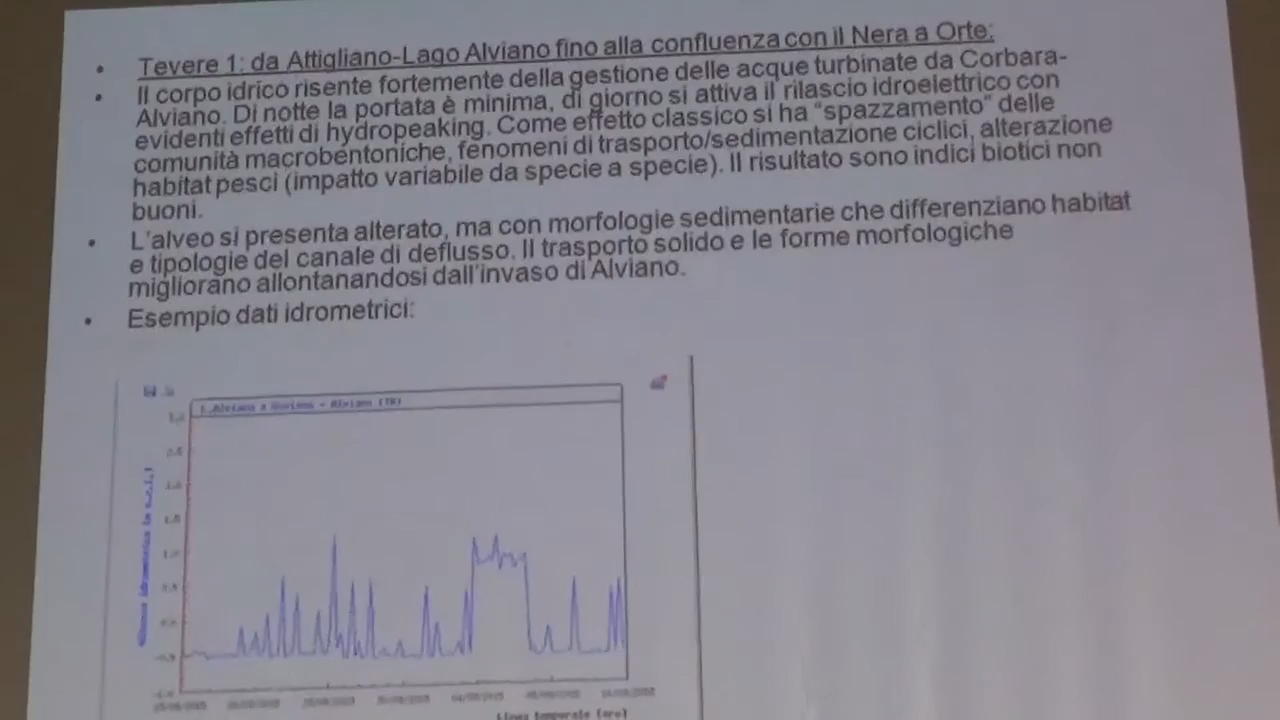 Tevere 1: da Attigliano-Lago Alviano fino alla confluenza con il Nera a Orte:
Il corpo idrico risente fortemente della gestione delle acque turbinate da Corbara-
Alviano. Di notte la portata è minima, di giorno si attiva il rilascio idroelettrico con
evidenti effetti di hydropeaking. Come effetto classico si ha "spazzamento" delle
comunità macrobentoniche, fenomeni di trasporto/sedimentazione ciclici, alterazione
habitat pesci (impatto variabile da specie a specie). Il risultato sono indici biotici non
buoni.
L'alveo si presenta alterato, ma con morfologie sedimentarie che differenziano habitat
e tipologie del canale di deflusso. Il trasporto solido e le forme morfologiche
migliorano allontanandosi dall'invaso di Alviano.
Esempio dati idrometrici:
Alviano (TR)
Linea temporale (ore)